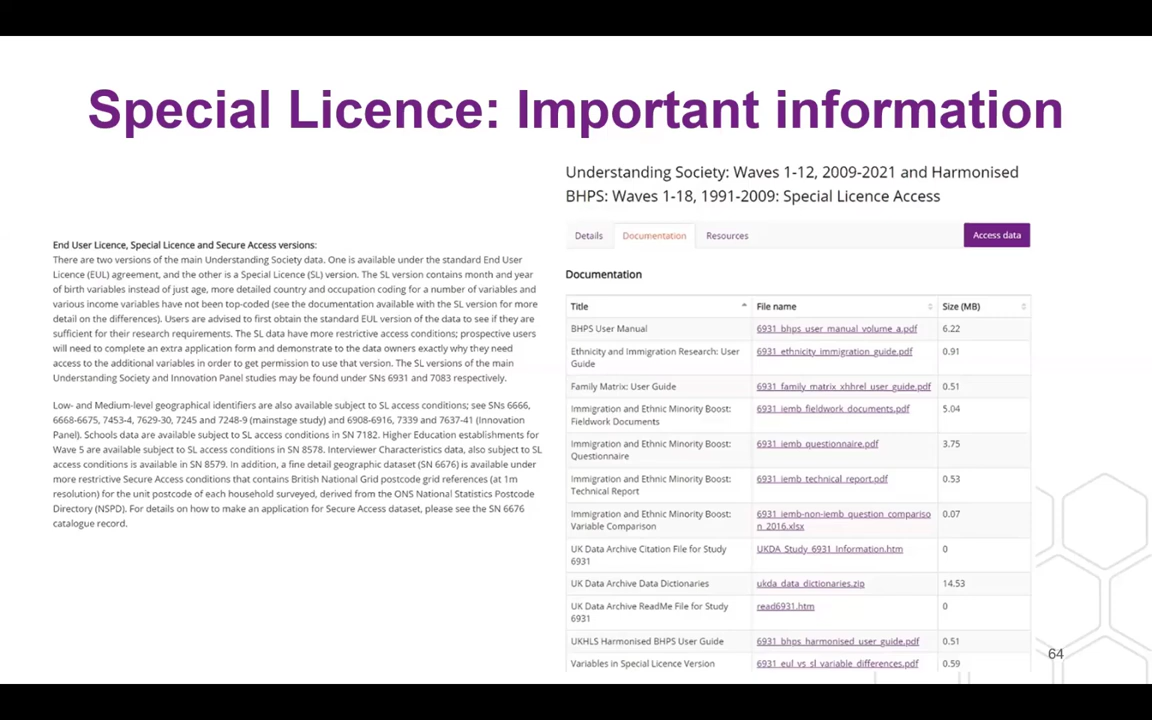 Special Licence: Important information
End User Licence, Special Licence and Secure Access versions:
There are two versions of the main Understanding Society data. One is available under the standard End User
Licence (EUL) agreement, and the other is a Special Licence (SL) version. The SL version contains month and year
of birth variables instead of just age, more detailed country and occupation coding for a number of variables and
various income variables have not been top-coded (see the documentation available with the SL version for more
detail on the differences). Users are advised to first obtain the standard EUL version of the data to see if they are
sufficient for their research requirements. The SL data have more restrictive access conditions; prospective users
will need to complete an extra application form and demonstrate to the data owners exactly why they need
access to the additional variables in order to get permission to use that version. The SL versions of the main
Understanding Society and Innovation Panel studies may be found under SNs 6931 and 7083 respectively.
Low- and Medium-level geographical identifiers are also available subject to SL access conditions; see SNs 6666,
6668-6675, 7453-4, 7629-30, 7245 and 7248-9 (mainstage study) and 6908-6916, 7339 and 7637-41 (Innovation
Panel). Schools data are available subject to SL access conditions in SN 7182. Higher Education establishments for
Wave 5 are available subject to SL access conditions in SN 8578. Interviewer Characteristics data, also subject to SL
access conditions is available in SN 8579. In addition, a fine detail geographic dataset (SN 6676) is available under
more restrictive Secure Access conditions that contains British National Grid postcode grid references (at 1m
resolution) for the unit postcode of each household surveyed, derived from the ONS National Statistics Postcode
Directory (NSPD). For details on how to make an application for Secure Access dataset, please see the SN 6676
catalogue record.
Understanding Society: Waves 1-12, 2009-2021 and Harmonised
BHPS: Waves 1-18, 1991-2009: Special Licence Access
Details Documentation Resources Access data
Documentation
Title File name Size (MB)
BHPS User Manual 6931_bhps_user_manual_volume_a.pdf 6.22
Ethnicity and Immigration Research: User 6931_ethnicity_immigration_guide.pdf 0.91
Guide
Family Matrix: User Guide 6931_family_matrix_xhhrel_user_guide.pdf 0.51
Immigration and Ethnic Minority Boost: 6931_iemb_fieldwork_documents.pdf 5.04
Fieldwork Documents
Immigration and Ethnic Minority Boost: 6931_iemb_questionnaire.pdf 3.75
Questionnaire
Immigration and Ethnic Minority Boost: 6931_iemb_technical_report.pdf 0.53
Technical Report
Immigration and Ethnic Minority Boost: 6931_iemb-non-iemb_question_compariso 0.07
Variable Comparison n_2016.xlsx
UK Data Archive Citation File for Study UKDA_Study_6931_Information.htm 0
6931
UK Data Archive Data Dictionaries ukda_data_dictionaries.zip 14.53
UK Data Archive ReadMe File for Study read6931.htm 0
6931
UKHLS Harmonised BHPS User Guide 6931_bhps_harmonised_user_guide.pdf 0.51
Variables in Special Licence Version 6931_eul_vs_sl_variable_differences.pdf 0.59
64